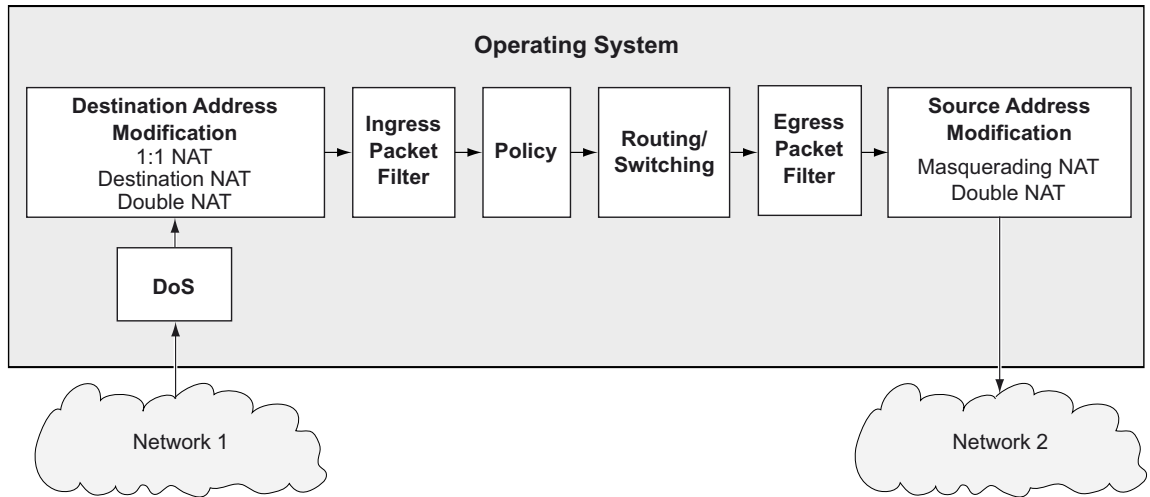 Operating System
Destination Address
Modification
1:1 NAT
Destination NAT
Double NAT
Ingress
Packet
Filter
Policy
Routing/
Switching
Egress
Packet
Filter
Source Address
Modification
Masquerading NAT
Double NAT
DoS
Network 1
Network 2